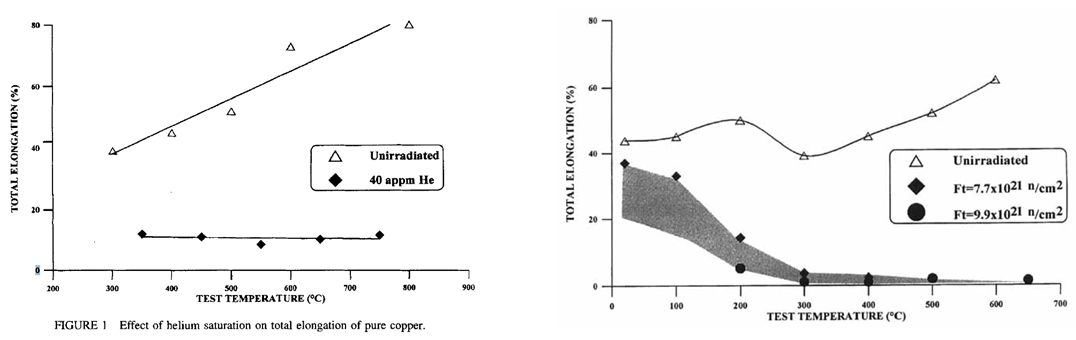 80
60
40
20
0
TOTAL ELONGATION (%)
Unirradiated
40 appm He
200 300 400 500 600 700 800 900
TEST TEMPERATURE (°C)
FIGURE 1 Effect of helium saturation on total elongation of pure copper.
80
60
40
20
0
TOTAL ELONGATION (%)
Unirradiated
Ft=7.7x10²¹ n/cm²
Ft=9.9x10²¹ n/cm²
0 100 200 300 400 500 600 700
TEST TEMPERATURE (°C)